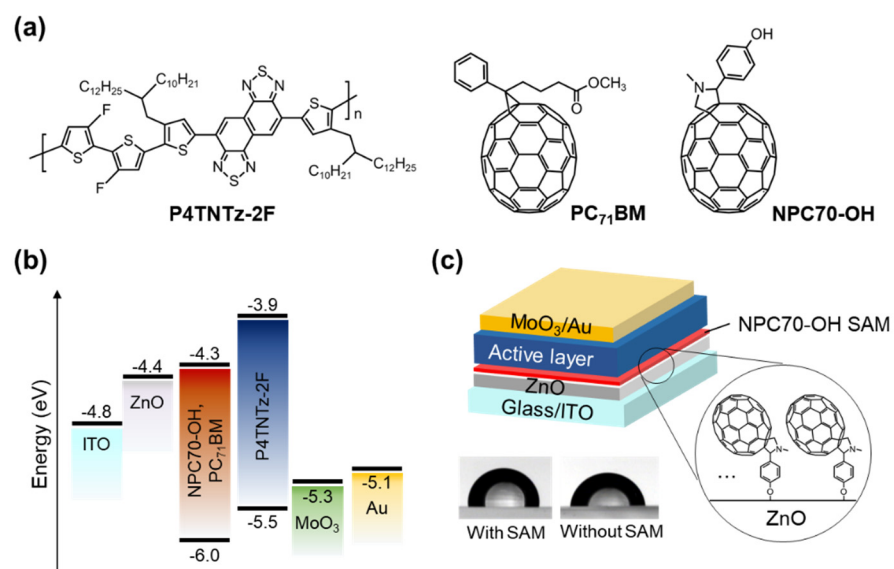 (a)
C₁₂H₂₅
C₁₀H₂₁
F
F
S
S
S
N
S
N
N
S
N
S
n
C₁₀H₂₁
C₁₂H₂₅
P4TNTz-2F
OCH₃
O
PC₇₁BM
OH
N
NPC70-OH
(b)
Energy (eV)
-4.8
ITO
-4.4
ZnO
-4.3
NPC70-OH,
PC₇₁BM
-6.0
-3.9
P4TNTz-2F
-5.5
-5.3
MoO₃
-5.1
Au
(c)
MoO₃/Au
Active layer
ZnO
Glass/ITO
NPC70-OH SAM
With SAM
Without SAM
N
N
...
O
O
ZnO